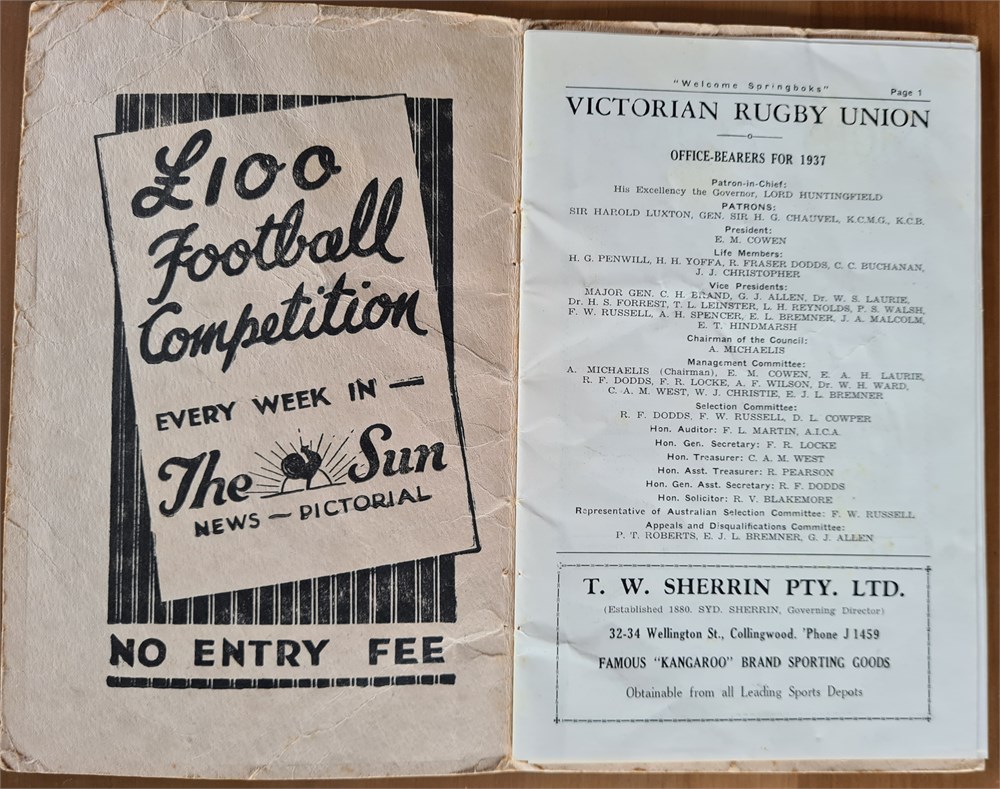 £100
Football
Competition
EVERY WEEK IN —
The Sun
NEWS — PICTORIAL
NO ENTRY FEE
"Welcome Springboks" Page 1
VICTORIAN RUGBY UNION
OFFICE-BEARERS FOR 1937
Patron-in-Chief:
His Excellency the Governor, LORD HUNTINGFIELD
PATRONS:
SIR HAROLD LUXTON, GEN. SIR H. G. CHAUVEL, K.C.M.G., K.C.B.
President:
E. M. COWEN
Life Members:
H. G. PENWILL, H. H. YOFFA, R. FRASER DODDS, C. C. BUCHANAN,
J. J. CHRISTOPHER
Vice Presidents:
MAJOR GEN. C. H. BRAND, G. J. ALLEN, Dr. W. S. LAURIE,
Dr. H. S. FORREST, T. L. LEINSTER, L. H. REYNOLDS, P. S. WALSH,
F. W. RUSSELL, A. H. SPENCER, E. L. BREMNER, J. A. MALCOLM,
E. T. HINDMARSH
Chairman of the Council:
A. MICHAELIS
Management Committee:
A. MICHAELIS (Chairman), E. M. COWEN, E. A. H. LAURIE,
R. F. DODDS, F. R. LOCKE, A. F. WILSON, Dr. W. H. WARD,
C. A. M. WEST, W. J. CHRISTIE, E. J. L. BREMNER
Selection Committee:
R. F. DODDS, F. W. RUSSELL, D. L. COWPER
Hon. Auditor: F. L. MARTIN, A.I.C.A.
Hon. Gen. Secretary: F. R. LOCKE
Hon. Treasurer: C. A. M. WEST
Hon. Asst. Treasurer: R. PEARSON
Hon. Gen. Asst. Secretary: R. F. DODDS
Hon. Solicitor: R. V. BLAKEMORE
Representative of Australian Selection Committee: F. W. RUSSELL
Appeals and Disqualifications Committee:
P. T. ROBERTS, E. J. L. BREMNER, G. J. ALLEN
T. W. SHERRIN PTY. LTD.
(Established 1880. SYD. SHERRIN, Governing Director)
32-34 Wellington St., Collingwood. 'Phone J 1459
FAMOUS "KANGAROO" BRAND SPORTING GOODS
Obtainable from all Leading Sports Depots